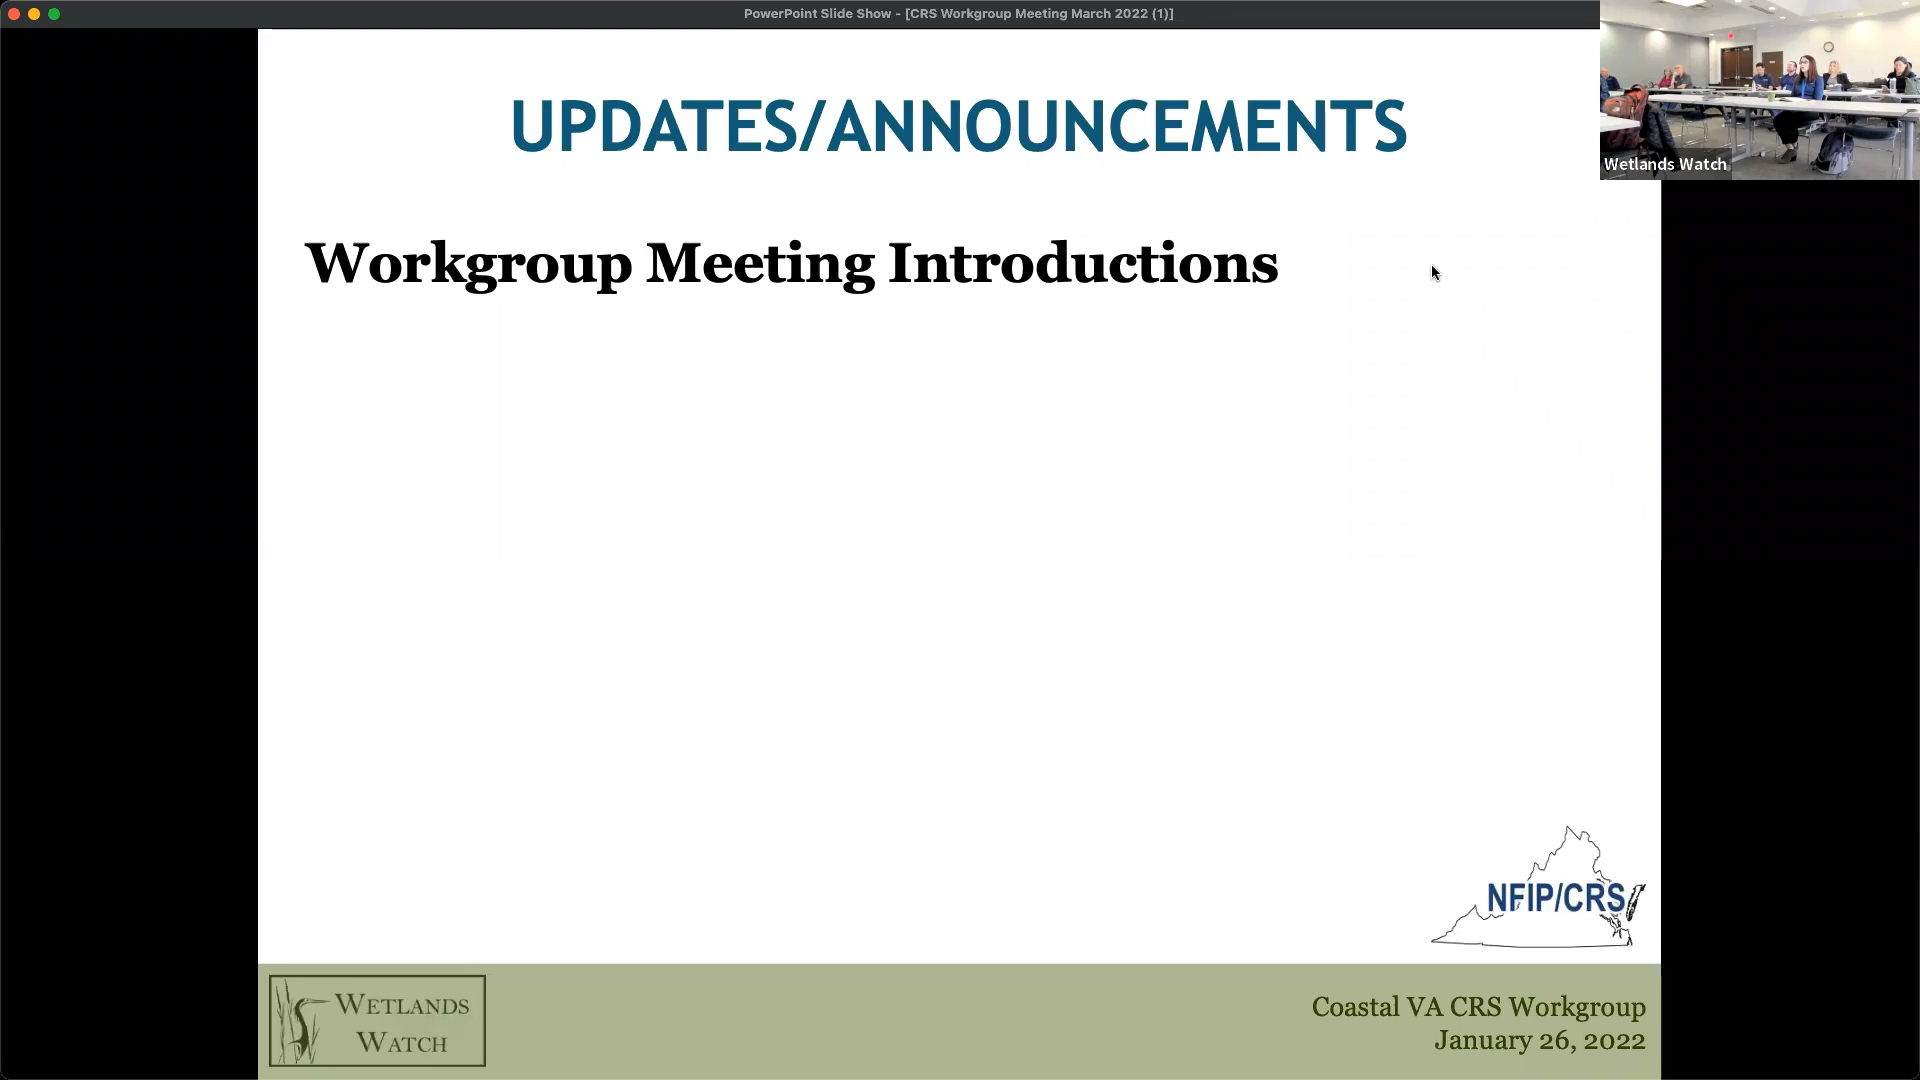 PowerPoint Slide Show - [CRS Workgroup Meeting March 2022 (1)]
UPDATES/ANNOUNCEMENTS
Wetlands Watch
Workgroup Meeting Introductions
NFIP/CRS
WETLANDS
WATCH
Coastal VA CRS Workgroup
January 26, 2022